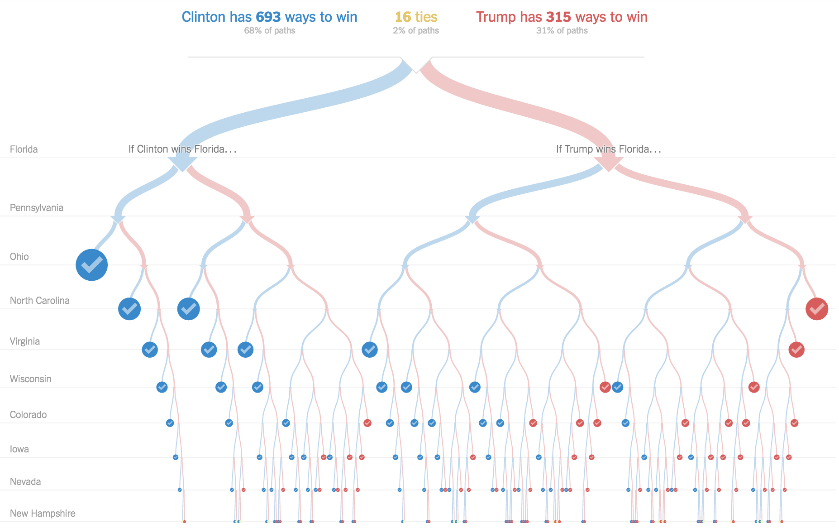 Clinton has 693 ways to win
68% of paths
16 ties
2% of paths
Trump has 315 ways to win
31% of paths
Florida
If Clinton wins Florida...
If Trump wins Florida...
Pennsylvania
Ohio
North Carolina
Virginia
Wisconsin
Colorado
Iowa
Nevada
New Hampshire